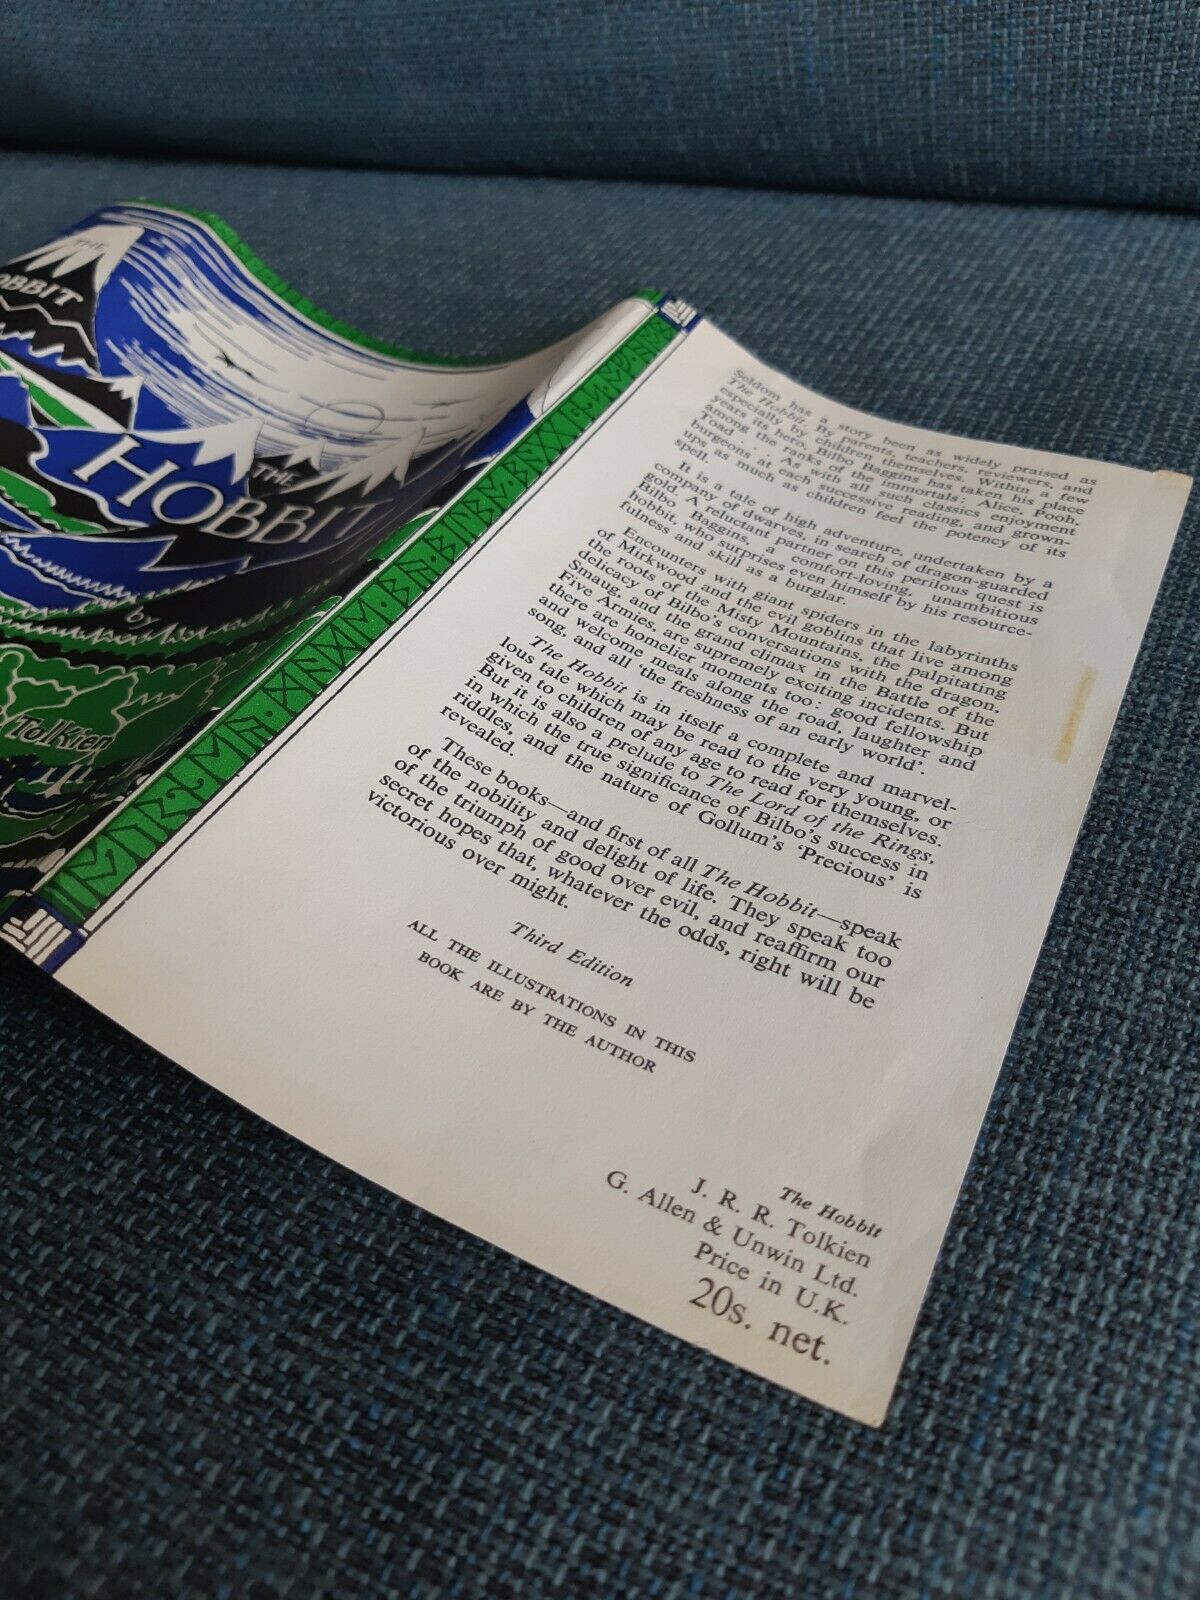 THE
HOBBIT
THE
HOBBIT
by
Tolkien
Seldom has a story been as widely praised as
The Hobbit. By parents, teachers, reviewers, and
especially by children themselves. Within a few
years its hero, Bilbo Baggins has taken his place
among the ranks of the immortals: Alice, Pooh,
Toad . . . As with all such classics enjoyment
burgeons at each successive reading, and grown-
ups as much as children feel the potency of its
spell.
It is a tale of high adventure, undertaken by a
company of dwarves, in search of dragon-guarded
gold. A reluctant partner on this perilous quest is
Bilbo Baggins, a comfort-loving, unambitious
hobbit, who surprises even himself by his resource-
fulness and skill as a burglar.
Encounters with giant spiders in the labyrinths
of Mirkwood and the evil goblins that live among
the roots of the Misty Mountains, the palpitating
delicacy of Bilbo's conversations with the dragon,
Smaug, and the grand climax in the Battle of the
Five Armies, are supremely exciting incidents. But
there are homelier moments too: good fellowship
welcome meals along the road, laughter and
song, and all 'the freshness of an early world'.
The Hobbit is in itself a complete and marvel-
lous tale which may be read to the very young, or
given to children of any age to read for themselves.
But it is also a prelude to The Lord of the Rings,
in which the true significance of Bilbo's success in
riddles, and the nature of Gollum's 'Precious' is
revealed.
These books—and first of all The Hobbit—speak
of the nobility and delight of life. They speak too
of the triumph of good over evil, and reaffirm our
secret hopes that, whatever the odds, right will be
victorious over might.
Third Edition
ALL THE ILLUSTRATIONS IN THIS
BOOK ARE BY THE AUTHOR
The Hobbit
J. R. R. Tolkien
G. Allen & Unwin Ltd.
Price in U.K.
20s. net.